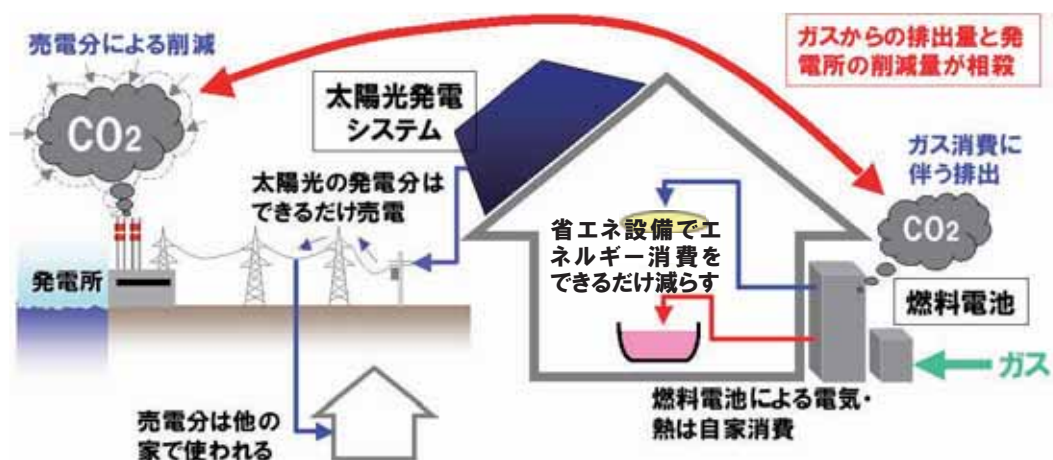 売電分による削減
CO2
太陽光発電
システム
ガスからの排出量と発
電所の削減量が相殺
太陽光の発電分は
できるだけ売電
ガス消費に
伴う排出
CO2
省エネ設備でエ
ネルギー消費を
できるだけ減らす
発電所
燃料電池
ガス
売電分は他の
家で使われる
燃料電池による電気・
熱は自家消費